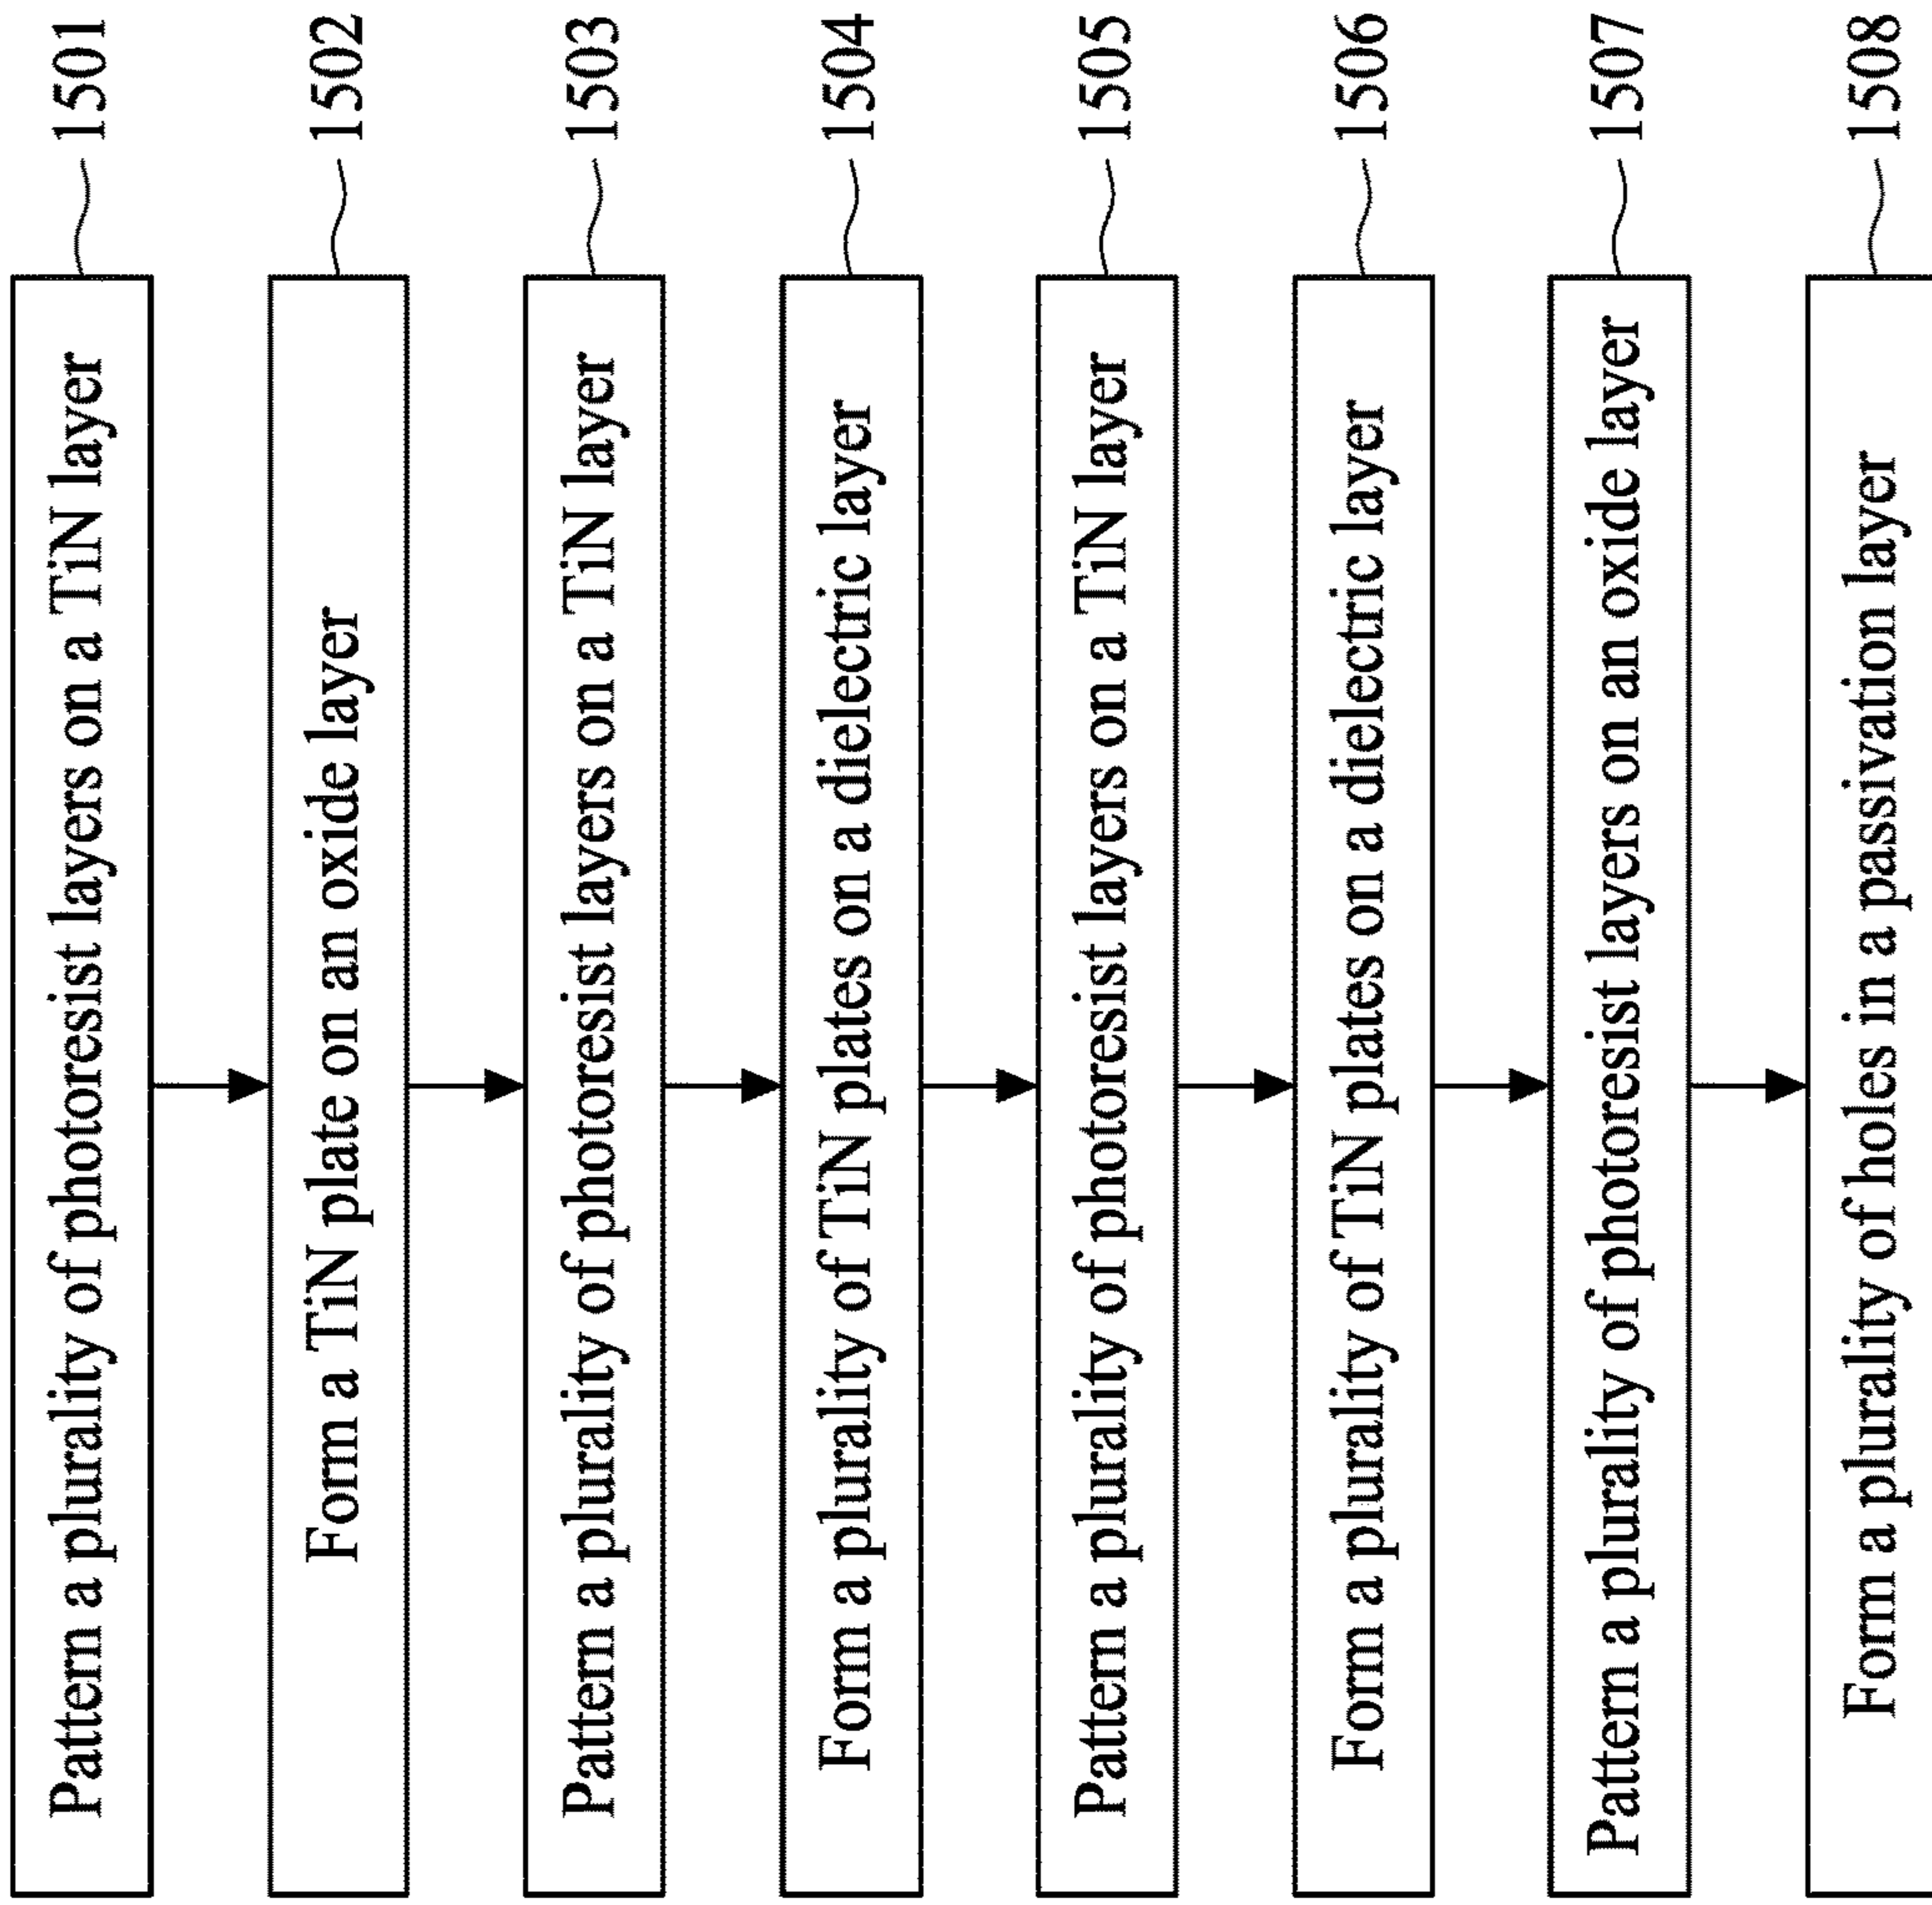 Pattern a plurality of photoresist layers on a TiN layer
1501
Form a TiN plate on an oxide layer
1502
Pattern a plurality of photoresist layers on a TiN layer
1503
Form a plurality of TiN plates on a dielectric layer
1504
Pattern a plurality of photoresist layers on a TiN layer
1505
Form a plurality of TiN plates on a dielectric layer
1506
Pattern a plurality of photoresist layers on an oxide layer
1507
Form a plurality of holes in a passivation layer
1508